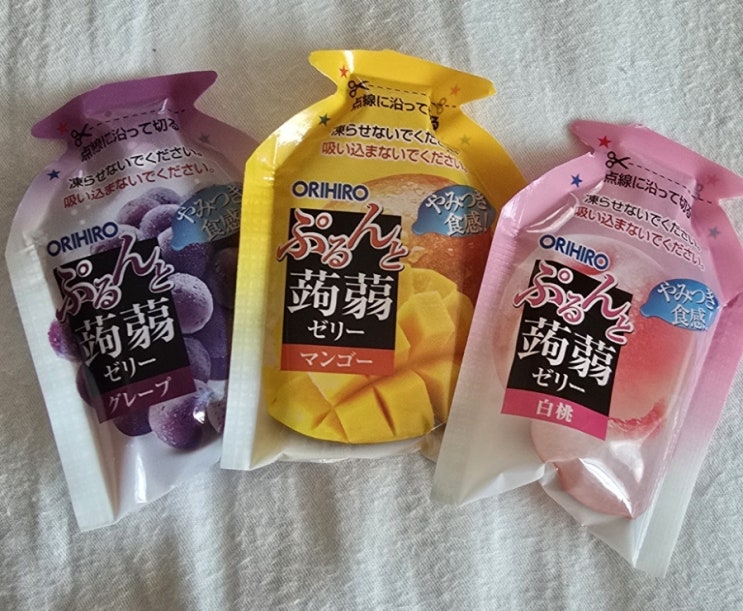 点線に沿って切る
凍らせないでください。
吸い込まないでください。
やみつき
食感!
ORIHIRO
ぷるんと
蒟蒻
ゼリー
グレープ
点線に沿って
る
凍らせないでくだ
吸い込まないでください。
やみつき
食感!
ORIHIRO
ぷるんと
蒟蒻
ゼリー
マンゴー
点線に沿って切る
凍らせないでください。
吸い込まないでください。
やみつき
食感!
ORIHIRO
ぷるんと
蒟蒻
ゼリー
白桃